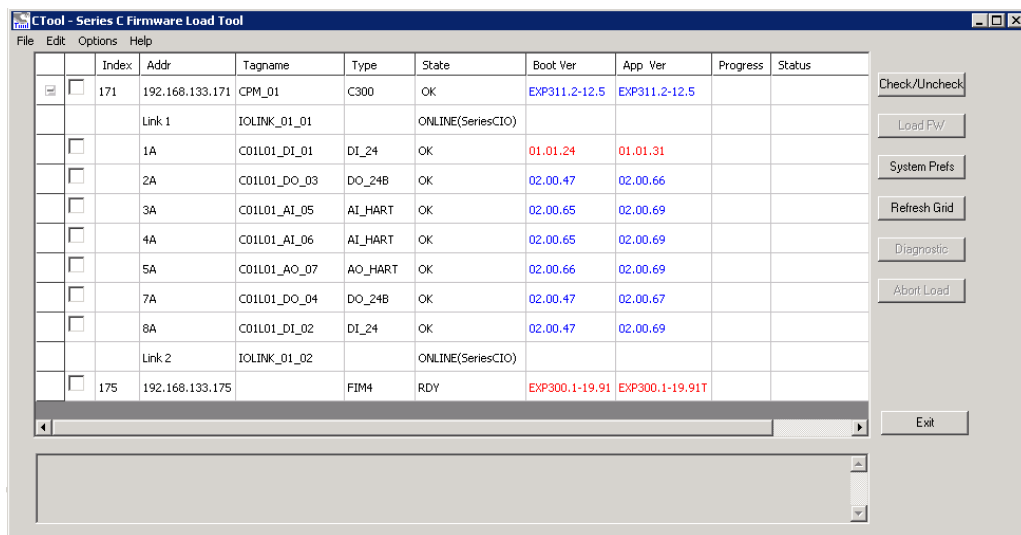 CTool - Series C Firmware Load Tool
File Edit Options Help
Index Addr Tagname Type State Boot Ver App Ver Progress Status
171 192.168.133.171 CPM_01 C300 OK EXP311.2-12.5 EXP311.2-12.5
Link 1 IOLINK_01_01 ONLINE(SeriesCIO)
1A C01L01_DI_01 DI_24 OK 01.01.24 01.01.31
2A C01L01_DO_03 DO_24B OK 02.00.47 02.00.66
3A C01L01_AI_05 AI_HART OK 02.00.65 02.00.69
4A C01L01_AI_06 AI_HART OK 02.00.65 02.00.69
5A C01L01_AO_07 AO_HART OK 02.00.66 02.00.69
7A C01L01_DO_04 DO_24B OK 02.00.47 02.00.67
8A C01L01_DI_02 DI_24 OK 02.00.47 02.00.69
Link 2 IOLINK_01_02 ONLINE(SeriesCIO)
175 192.168.133.175 FIM4 RDY EXP300.1-19.91 EXP300.1-19.91T
Check/Uncheck
Load FW
System Prefs
Refresh Grid
Diagnostic
Abort Load
Exit